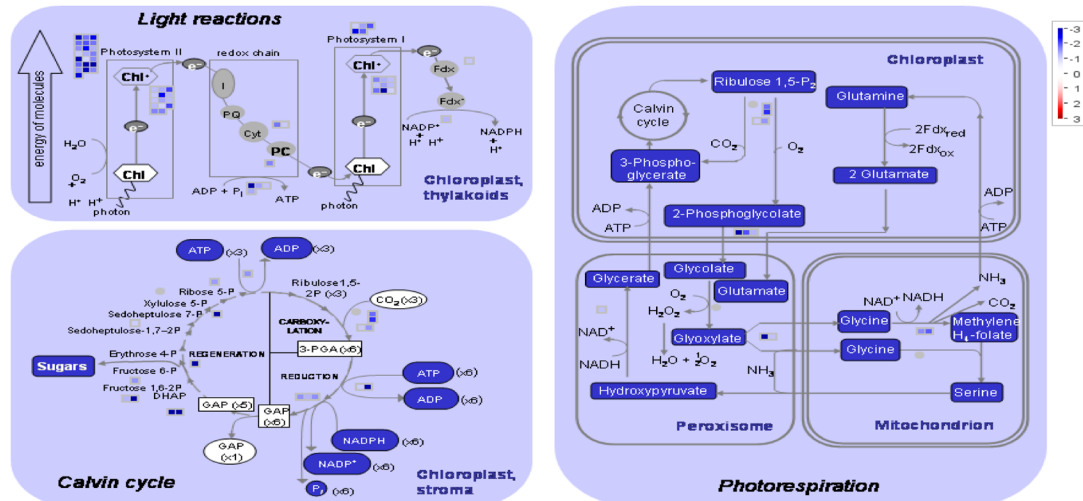 Light reactions
energy of molecules
Photosystem II
Chl*
e-
Chl
H₂O
O₂
+
H⁺ H⁺
photon
redox chain
e-
I
PQ
Cyt
PC
e-
ADP + Pi
ATP
Photosystem I
Chl*
e-
Chl
photon
e-
Fdx
Fdx-
NADP⁺
+
H⁺ H⁺
NADPH
+
H⁺
Chloroplast,
thylakoids
ATP (x3)
ADP (x3)
Ribulose 1,5-
2P (x3)
CO₂ (x3)
Ribose 5-P
Xylulose 5-P
Sedoheptulose 7-P
Sedoheptulose-1,7-2P
Erythrose 4-P
Fructose 6-P
Fructose 1,6-2P
DHAP
Sugars
REGENERATION
CARBOXY-
LATION
3-PGA (x6)
REDUCTION
ATP (x6)
ADP (x6)
GAP (x5)
GAP
(x6)
GAP
(x1)
NADPH (x6)
NADP⁺ (x6)
Pi (x6)
Calvin cycle
Chloroplast,
stroma
Chloroplast
Ribulose 1,5-P₂
Calvin
cycle
CO₂
O₂
3-Phospho-
glycerate
2-Phosphoglycolate
Glutamine
2Fdxred
2Fdxox
2 Glutamate
ADP
ATP
ADP
ATP
Glycerate
Glycolate
Glutamate
O₂
H₂O₂
Glyoxylate
H₂O + ½O₂
NAD⁺
NADH
Hydroxypyruvate
NH₃
Peroxisome
NH₃
NAD⁺ NADH
CO₂
Glycine
Methylene
H₄-folate
Glycine
Serine
Mitochondrion
Photorespiration
-3
-2
-1
0
1
2
3